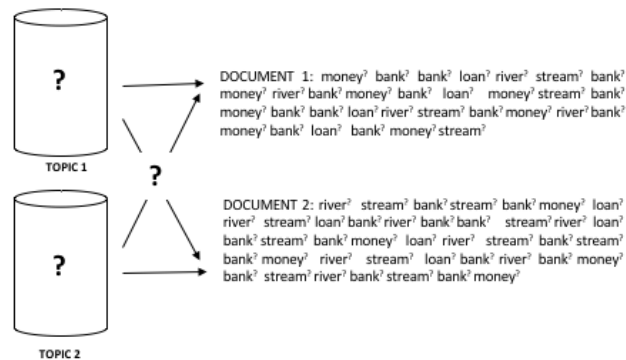 ?
TOPIC 1
?
?
TOPIC 2
DOCUMENT 1: money? bank? bank? loan? river? stream? bank?
money? river? bank? money? bank? loan? money? stream? bank?
money? bank? bank? loan? river? stream? bank? money? river? bank?
money? bank? loan? bank? money? stream?
DOCUMENT 2: river? stream? bank? stream? bank? money? loan?
river? stream? loan? bank? river? bank? bank? stream? river? loan?
bank? stream? bank? money? loan? river? stream? bank? stream?
bank? money? river? stream? loan? bank? river? bank? money?
bank? stream? river? bank? stream? bank? money?